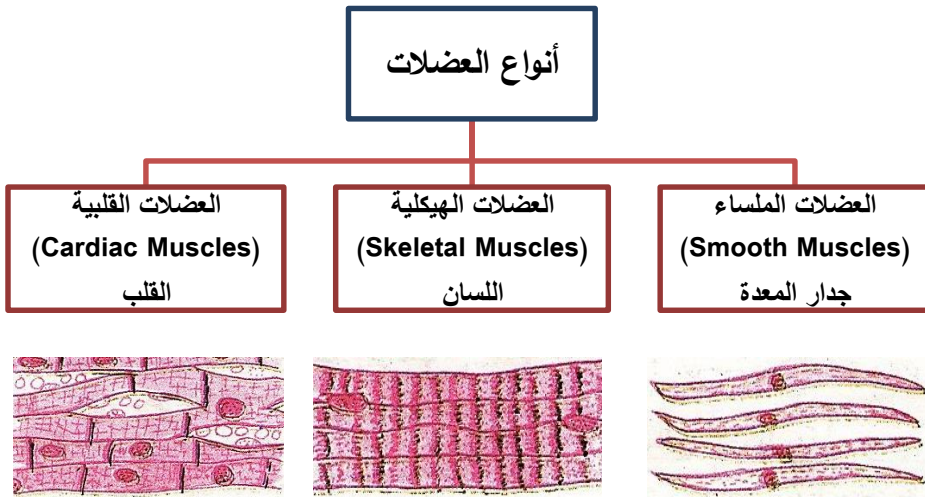 أنواع العضلات
العضلات الملساء
(Smooth Muscles)
جدار المعدة
العضلات الهيكلية
(Skeletal Muscles)
اللسان
العضلات القلبية
(Cardiac Muscles)
القلب